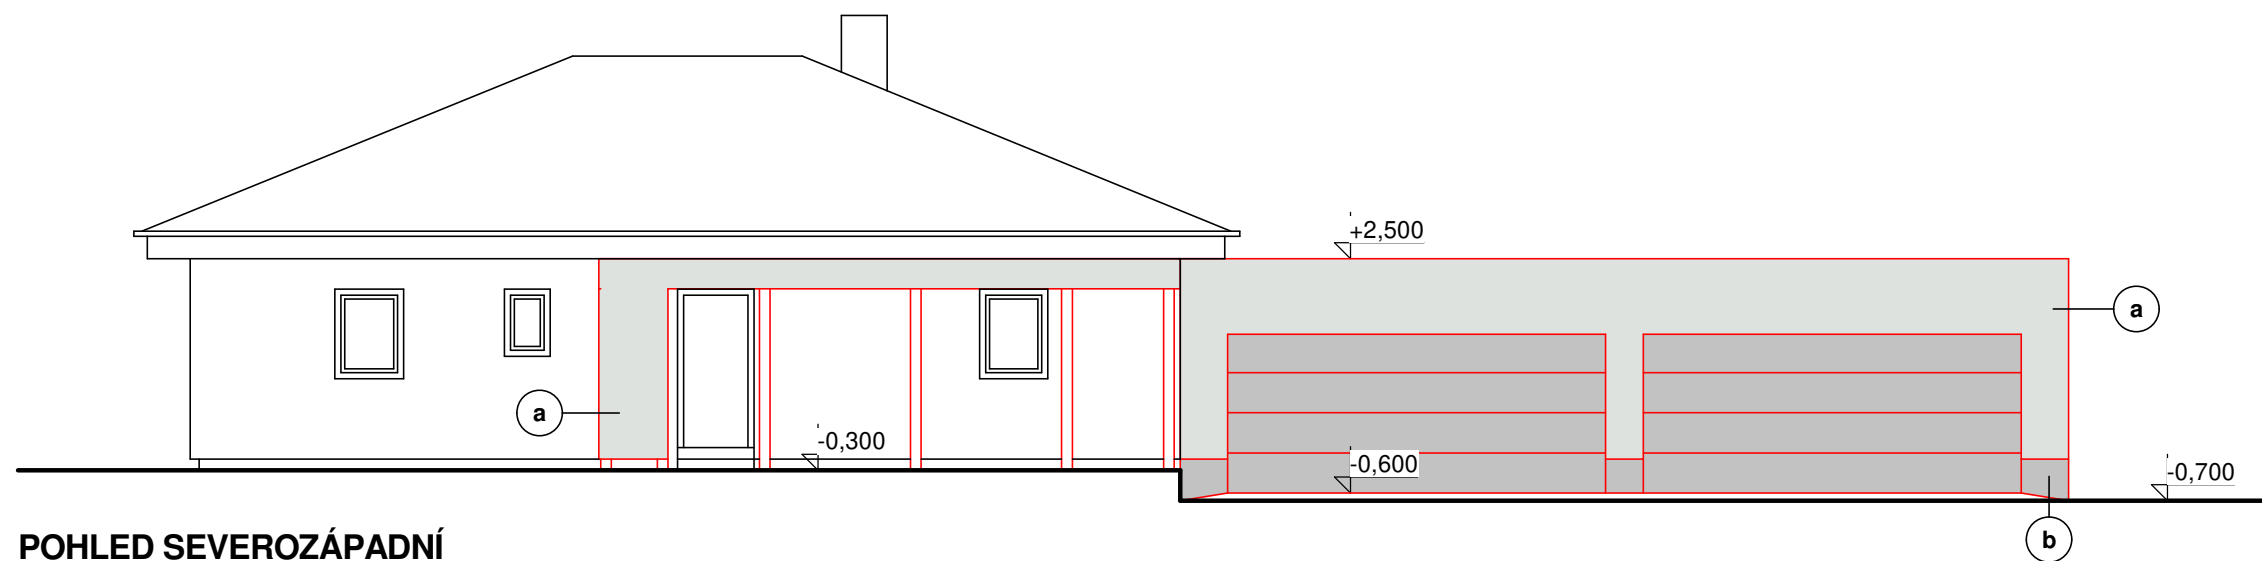 +2,500
a
a
-0,300
-0,600
-0,700
b
POHLED SEVEROZÁPADNÍ